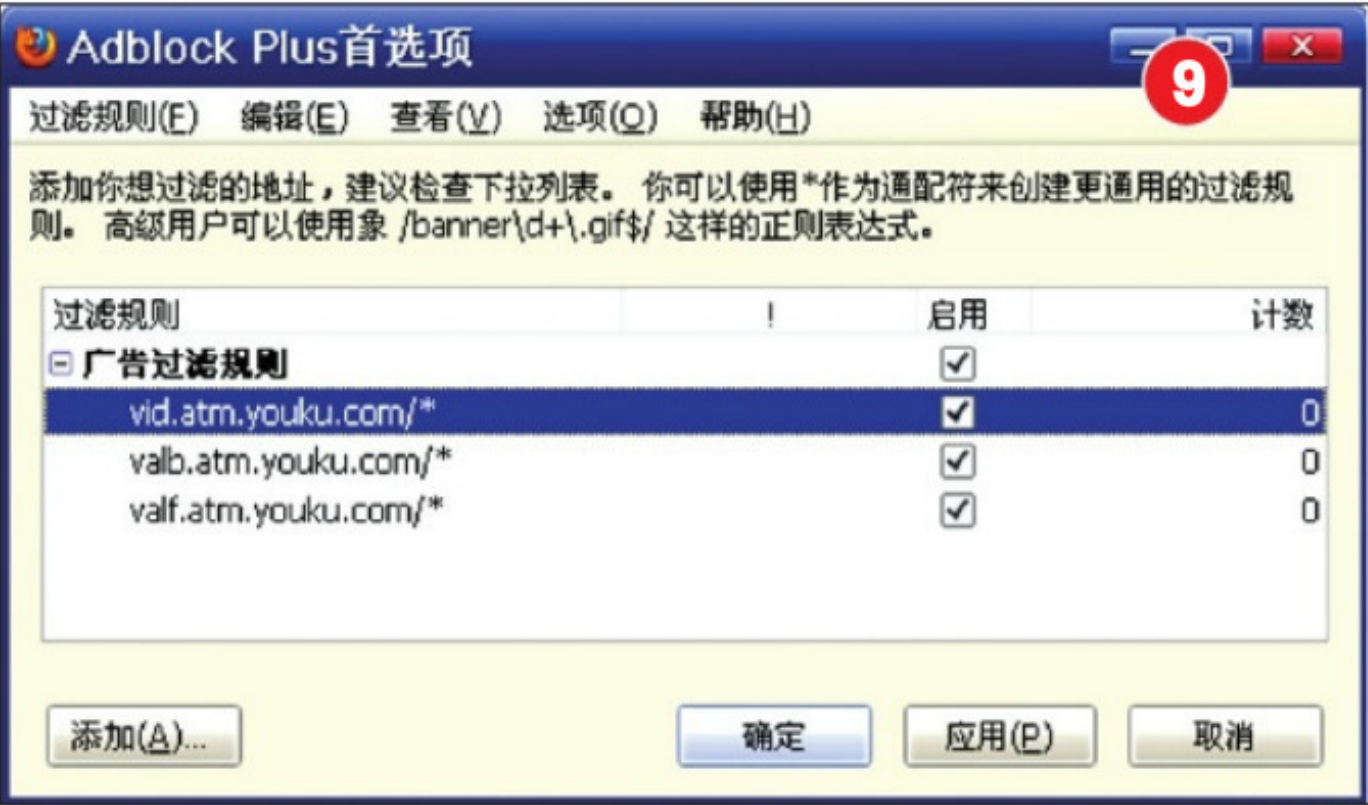 Adblock Plus首选项
9
过滤规则(F) 编辑(E) 查看(V) 选项(O) 帮助(H)
添加你想过滤的地址，建议检查下拉列表。 你可以使用*作为通配符来创建更通用的过滤规
则。 高级用户可以使用象 /banner\d+\.gif$/ 这样的正则表达式。
过滤规则 ! 启用 计数
广告过滤规则
vid.atm.youku.com/* 0
valb.atm.youku.com/* 0
valf.atm.youku.com/* 0
添加(A)... 确定 应用(P) 取消